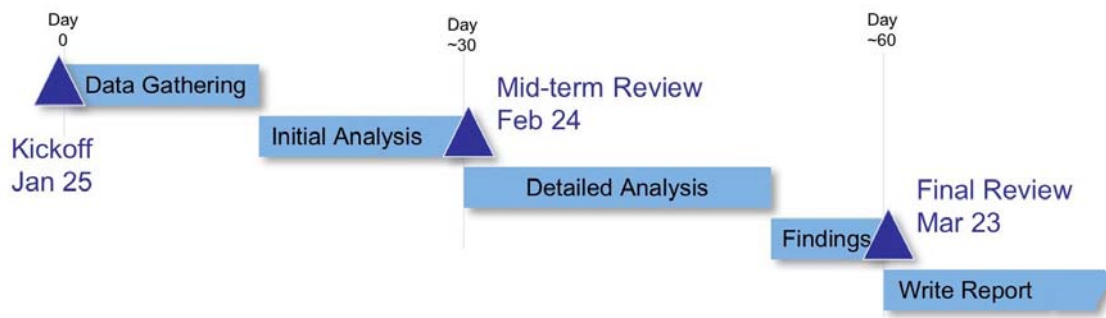 Day
0
Day
~30
Day
~60
Data Gathering
Mid-term Review
Feb 24
Initial Analysis
Kickoff
Jan 25
Detailed Analysis
Final Review
Mar 23
Findings
Write Report